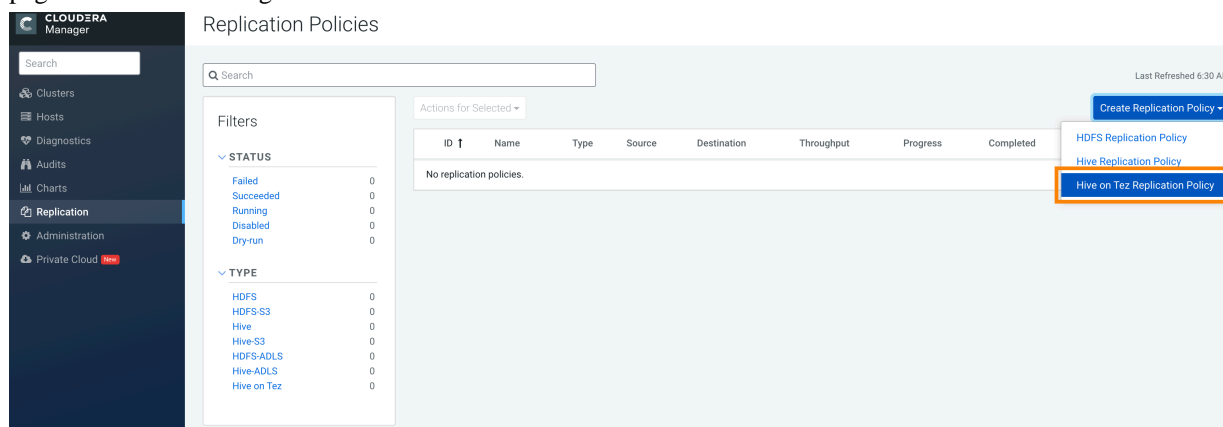 CLOUDERA
Manager
Replication Policies
Search
Clusters
Hosts
Diagnostics
Audits
Charts
Replication
Administration
Private Cloud New
Search
Last Refreshed 6:30
Filters
STATUS
Failed 0
Succeeded 0
Running 0
Disabled 0
Dry-run 0
TYPE
HDFS 0
HDFS-S3 0
Hive 0
Hive-S3 0
HDFS-ADLS 0
Hive-ADLS 0
Hive on Tez 0
Actions for Selected
Create Replication Policy
ID Name Type Source Destination Throughput Progress Completed
No replication policies.
HDFS Replication Policy
Hive Replication Policy
Hive on Tez Replication Policy